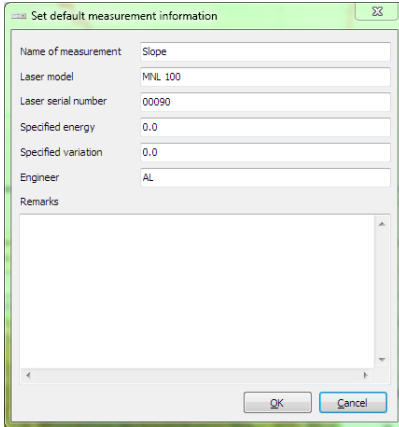 Set default measurement information
Name of measurement Slope
Laser model MNL 100
Laser serial number 00090
Specified energy 0.0
Specified variation 0.0
Engineer AL
Remarks
OK Cancel